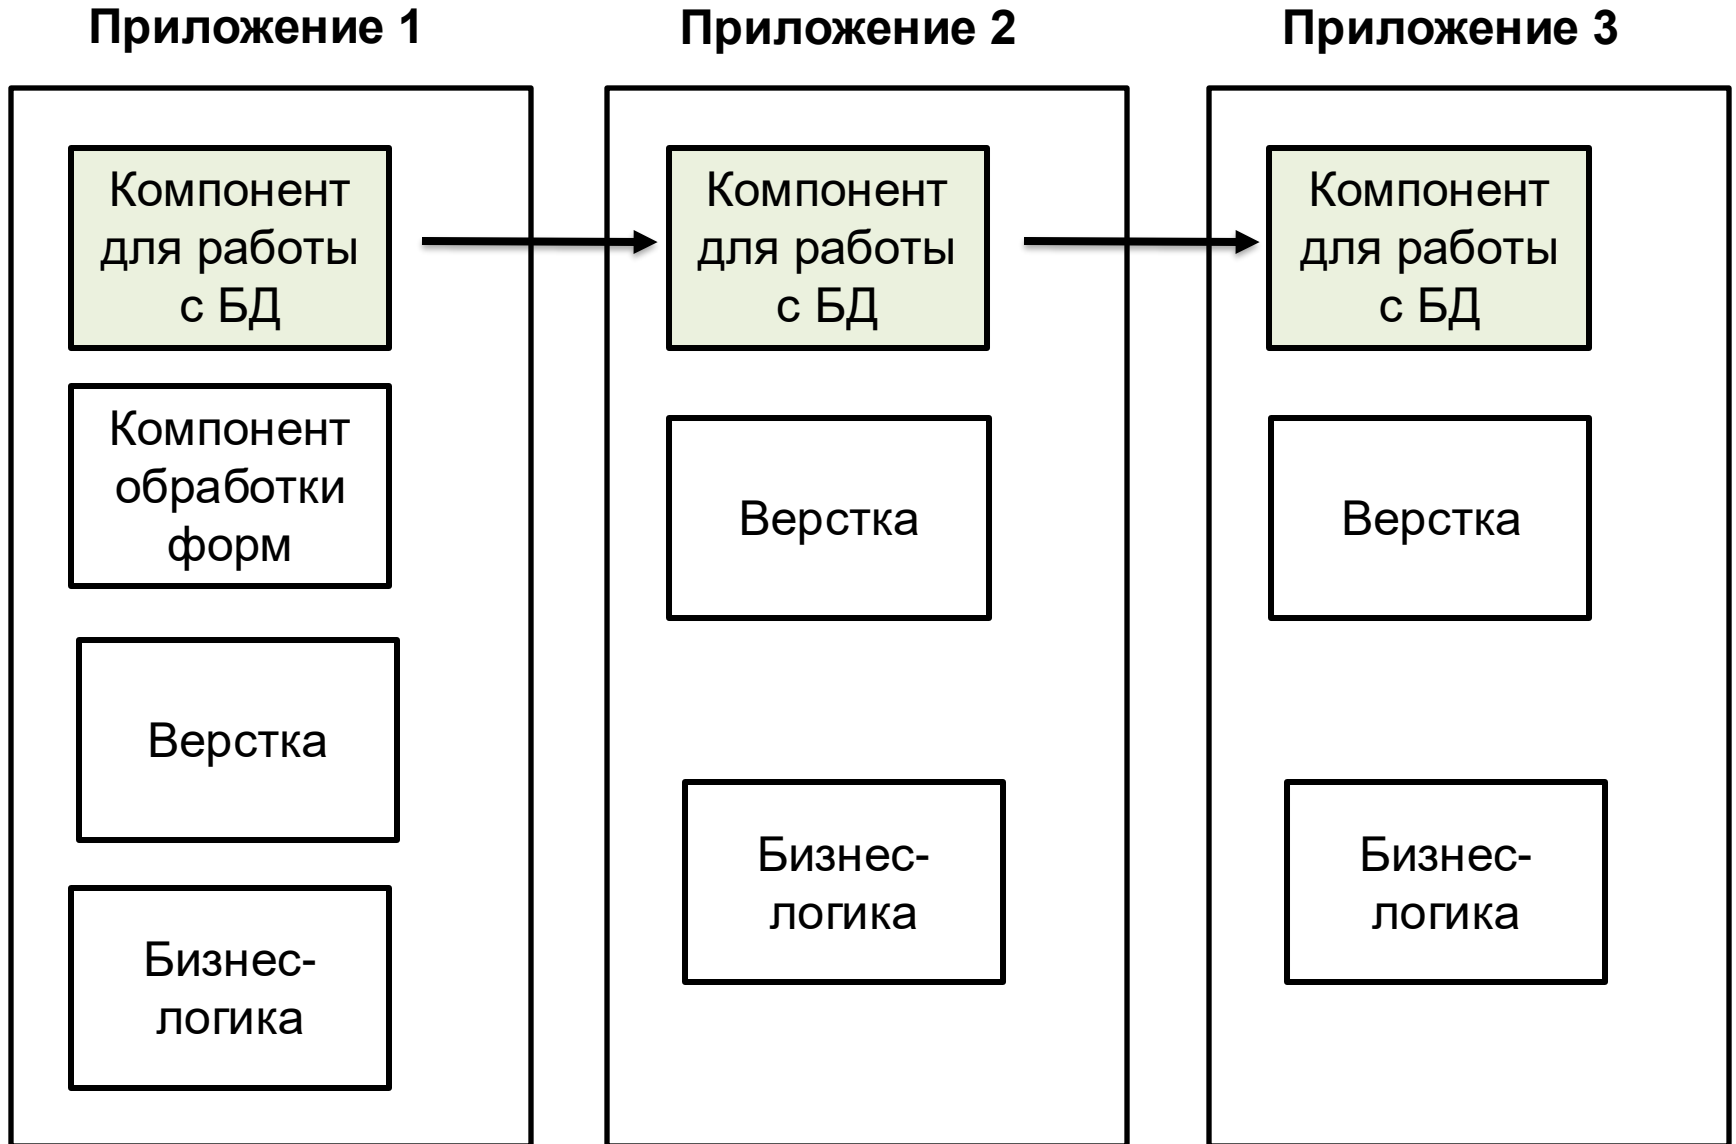 Приложение 1
Компонент
для работы
с БД
Компонент
обработки
форм
Верстка
Бизнес-
логика
Приложение 2
Компонент
для работы
с БД
Верстка
Бизнес-
логика
Приложение 3
Компонент
для работы
с БД
Верстка
Бизнес-
логика